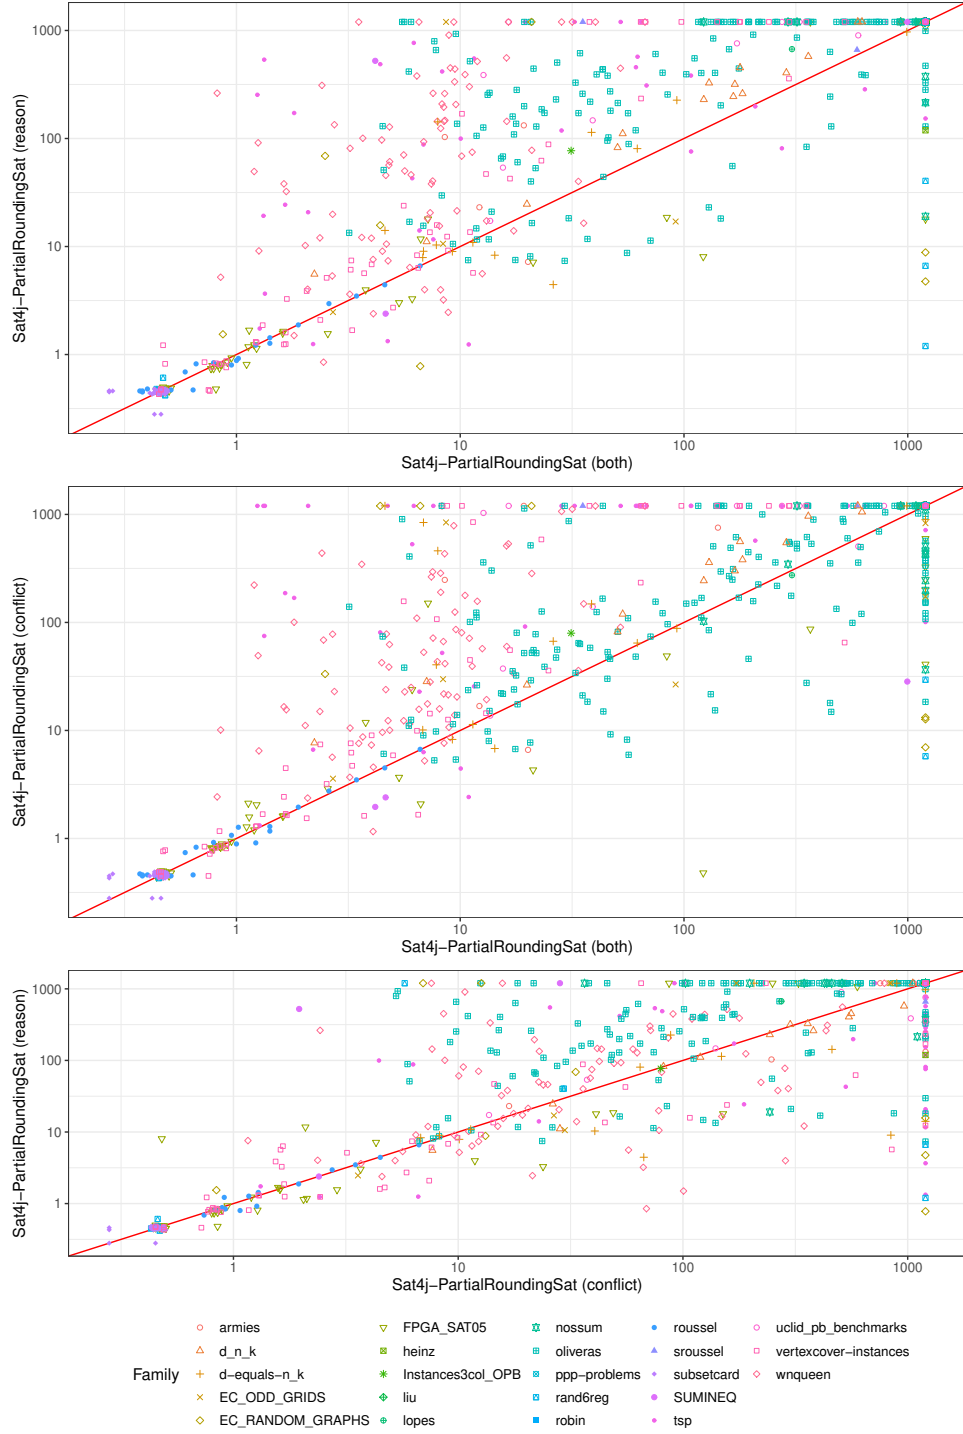 1000
100
10
1
Sat4j−PartialRoundingSat (reason)
1 10 100 1000
Sat4j−PartialRoundingSat (both)
1000
100
10
1
Sat4j−PartialRoundingSat (conflict)
1 10 100 1000
Sat4j−PartialRoundingSat (both)
1000
100
10
1
Sat4j−PartialRoundingSat (reason)
1 10 100 1000
Sat4j−PartialRoundingSat (conflict)
Family
armies
d_n_k
d−equals−n_k
EC_ODD_GRIDS
EC_RANDOM_GRAPHS
FPGA_SAT05
heinz
Instances3col_OPB
liu
lopes
nossum
oliveras
ppp−problems
rand6reg
robin
roussel
sroussel
subsetcard
SUMINEQ
tsp
uclid_pb_benchmarks
vertexcover−instances
wnqueen